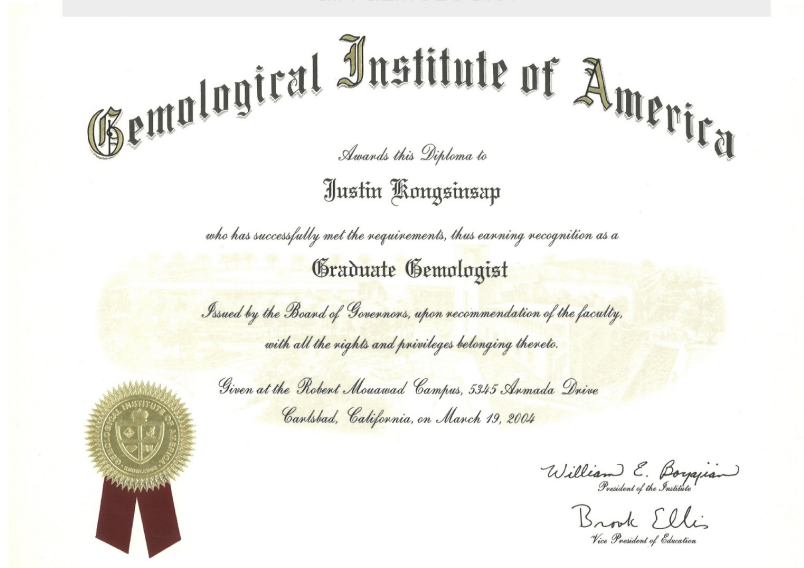 Gemological Institute of America
Awards this Diploma to
Justin Kongsinsap
who has successfully met the requirements, thus earning recognition as a
Graduate Gemologist
Issued by the Board of Governors, upon recommendation of the faculty,
with all the rights and privileges belonging thereto.
Given at the Robert Mouawad Campus, 5345 Armada Drive
Carlsbad, California, on March 19, 2004
William E. Boyajian
President of the Institute
Brook Ellis
Vice President of Education